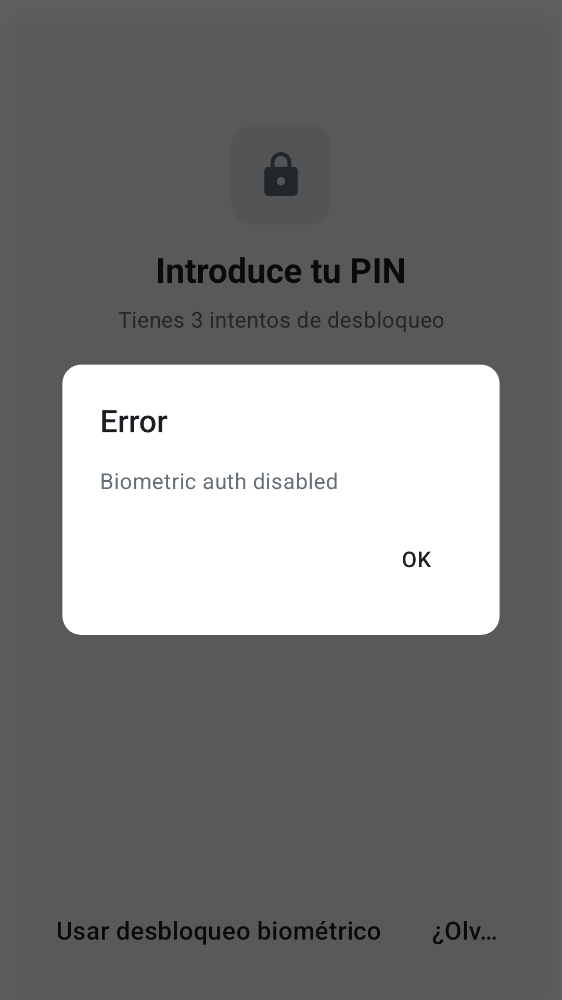 Introduce tu PIN
Tienes 3 intentos de desbloqueo
Error
Biometric auth disabled
OK
Usar desbloqueo biométrico
¿Olv...